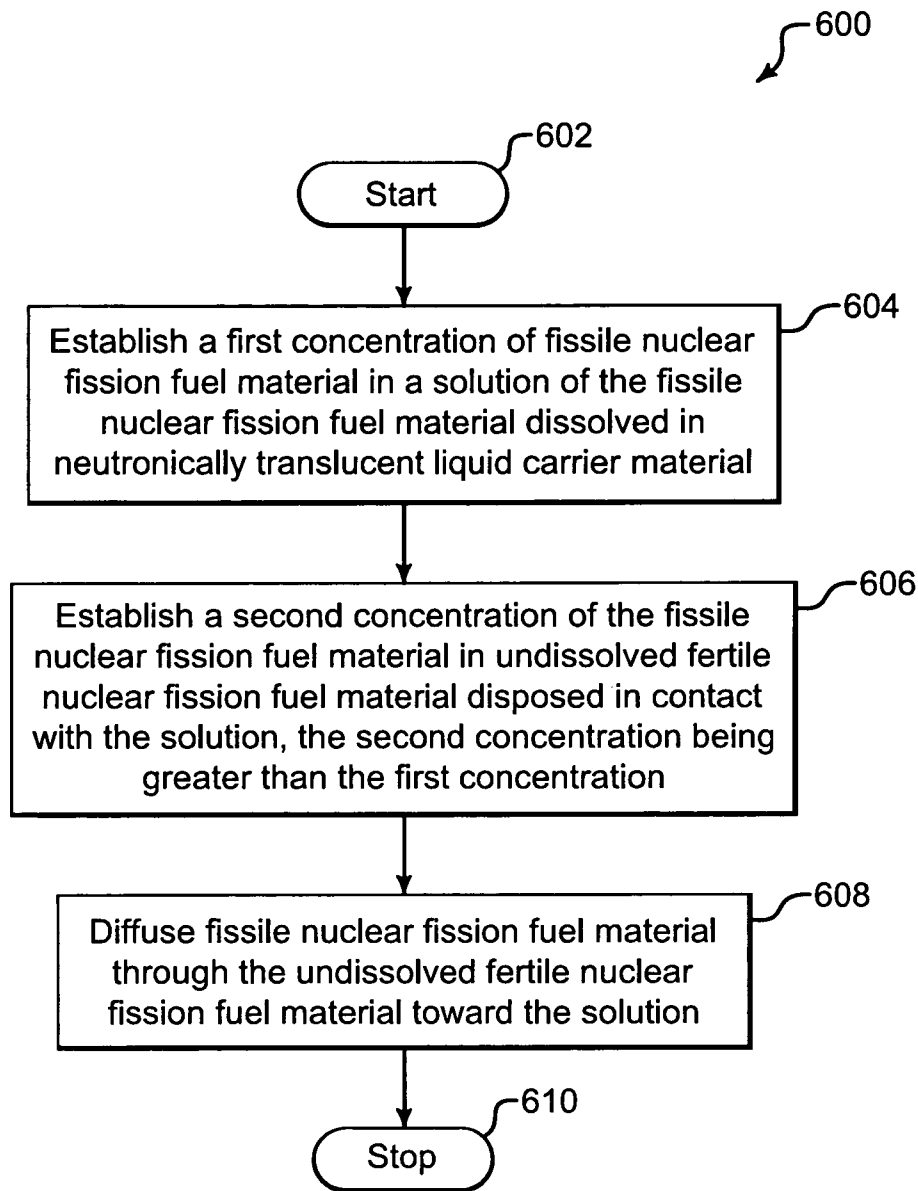 600
602
Start
604
Establish a first concentration of fissile nuclear
fission fuel material in a solution of the fissile
nuclear fission fuel material dissolved in
neutronically translucent liquid carrier material
606
Establish a second concentration of the fissile
nuclear fission fuel material in undissolved fertile
nuclear fission fuel material disposed in contact
with the solution, the second concentration being
greater than the first concentration
608
Diffuse fissile nuclear fission fuel material
through the undissolved fertile nuclear
fission fuel material toward the solution
610
Stop